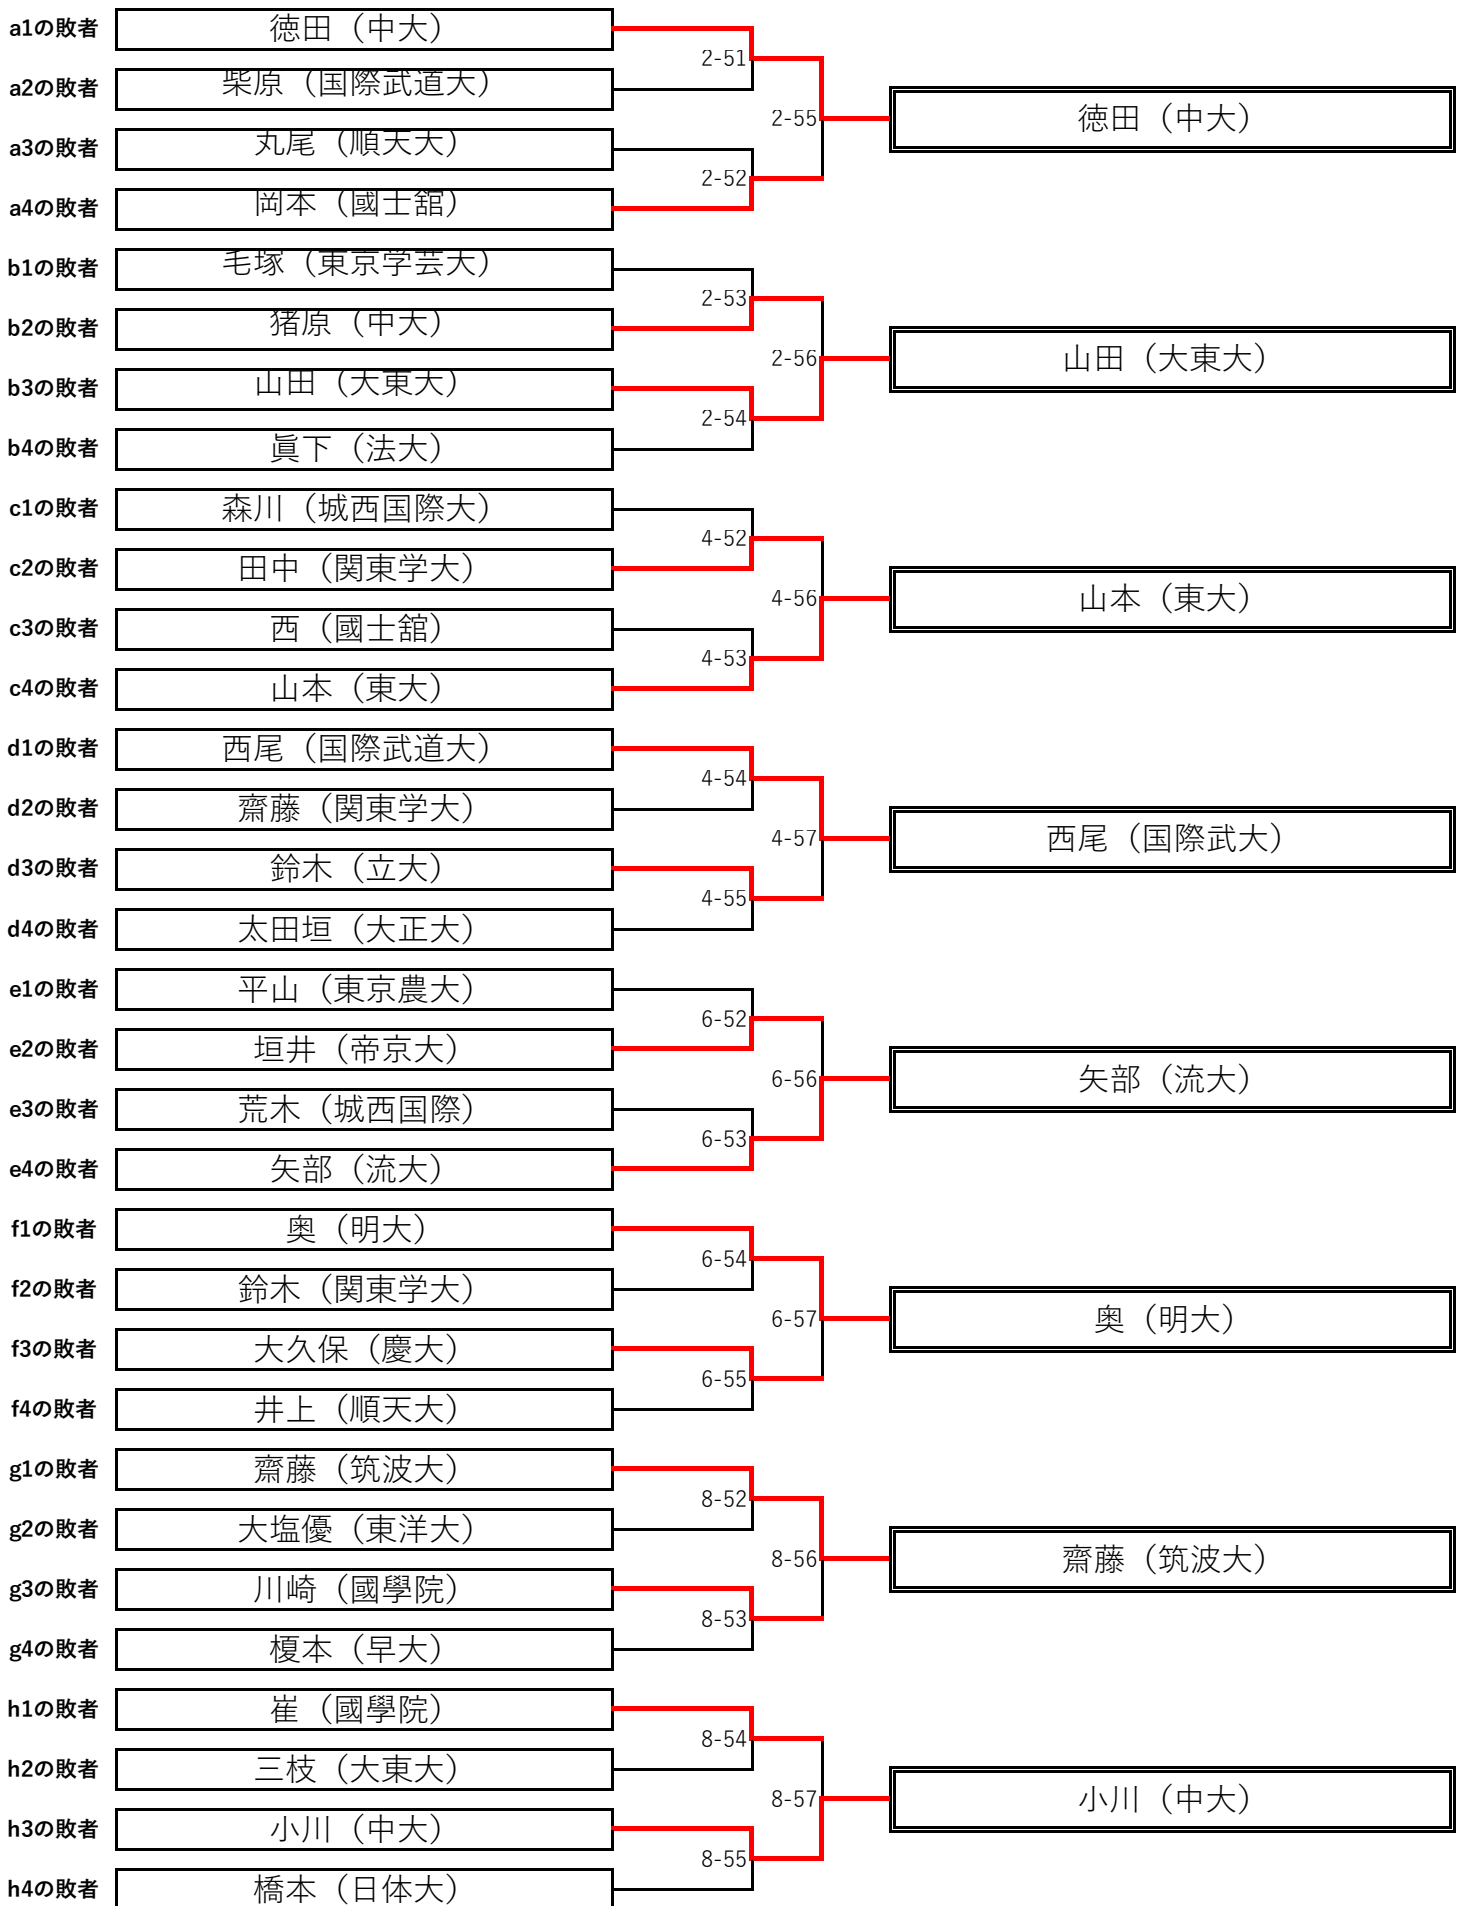 a1の敗者 徳田（中大）
2-51
a2の敗者 柴原（国際武道大）
2-55 徳田（中大）
a3の敗者 丸尾（順天大）
2-52
a4の敗者 岡本（國士舘）
b1の敗者 毛塚（東京学芸大）
2-53
b2の敗者 猪原（中大）
2-56 山田（大東大）
b3の敗者 山田（大東大）
2-54
b4の敗者 眞下（法大）
c1の敗者 森川（城西国際大）
4-52
c2の敗者 田中（関東学大）
4-56 山本（東大）
c3の敗者 西（國士舘）
4-53
c4の敗者 山本（東大）
d1の敗者 西尾（国際武道大）
4-54
d2の敗者 齋藤（関東学大）
4-57 西尾（国際武大）
d3の敗者 鈴木（立大）
4-55
d4の敗者 太田垣（大正大）
e1の敗者 平山（東京農大）
6-52
e2の敗者 垣井（帝京大）
6-56 矢部（流大）
e3の敗者 荒木（城西国際）
6-53
e4の敗者 矢部（流大）
f1の敗者 奥（明大）
6-54
f2の敗者 鈴木（関東学大）
6-57 奥（明大）
f3の敗者 大久保（慶大）
6-55
f4の敗者 井上（順天大）
g1の敗者 齋藤（筑波大）
8-52
g2の敗者 大塩優（東洋大）
8-56 齋藤（筑波大）
g3の敗者 川崎（國學院）
8-53
g4の敗者 榎本（早大）
h1の敗者 崔（國學院）
8-54
h2の敗者 三枝（大東大）
8-57 小川（中大）
h3の敗者 小川（中大）
8-55
h4の敗者 橋本（日体大）